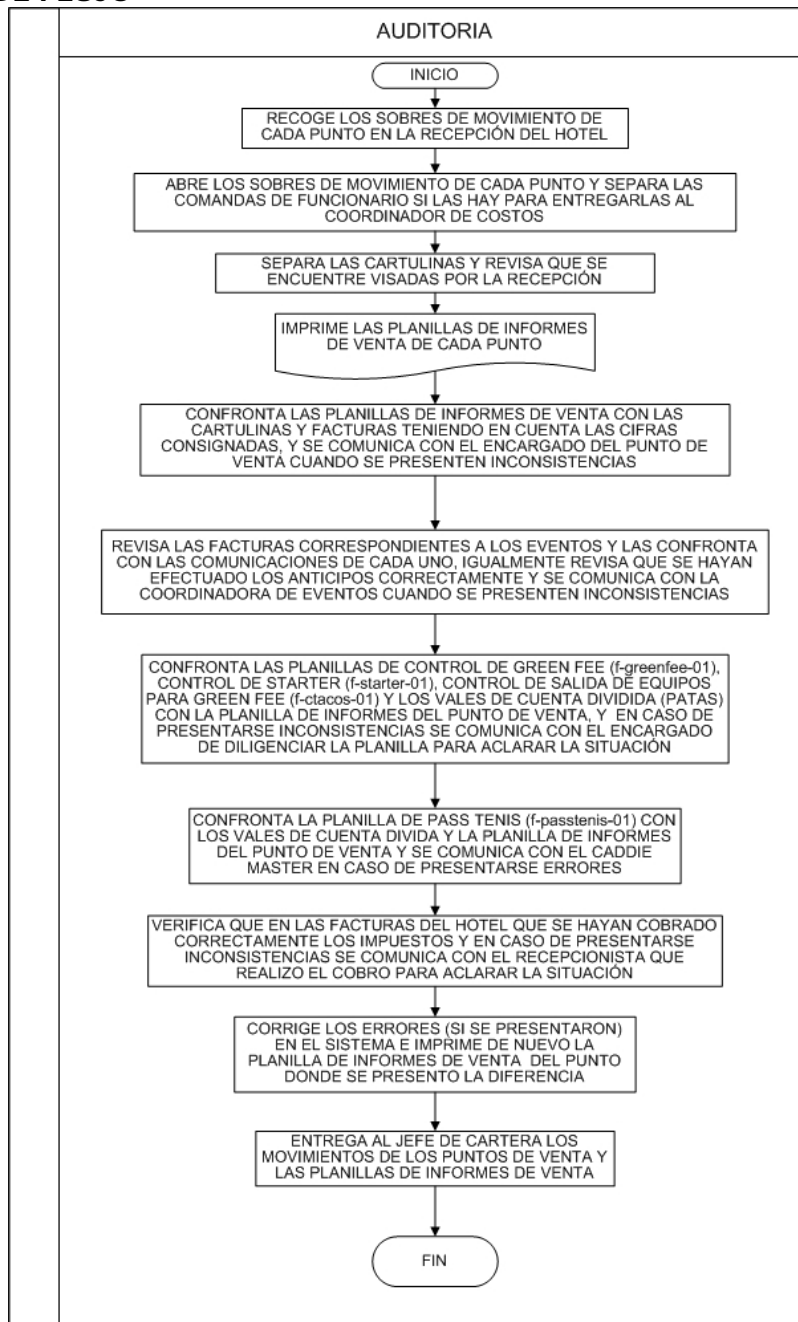 AUDITORIA
INICIO
RECOGE LOS SOBRES DE MOVIMIENTO DE
CADA PUNTO EN LA RECEPCIÓN DEL HOTEL
ABRE LOS SOBRES DE MOVIMIENTO DE CADA PUNTO Y SEPARA LAS
COMANDAS DE FUNCIONARIO SI LAS HAY PARA ENTREGARLAS AL
COORDINADOR DE COSTOS
SEPARA LAS CARTULINAS Y REVISA QUE SE
ENCUENTRE VISADAS POR LA RECEPCIÓN
IMPRIME LAS PLANILLAS DE INFORMES
DE VENTA DE CADA PUNTO
CONFRONTA LAS PLANILLAS DE INFORMES DE VENTA CON LAS
CARTULINAS Y FACTURAS TENIENDO EN CUENTA LAS CIFRAS
CONSIGNADAS, Y SE COMUNICA CON EL ENCARGADO DEL PUNTO DE
VENTA CUANDO SE PRESENTEN INCONSISTENCIAS
REVISA LAS FACTURAS CORRESPONDIENTES A LOS EVENTOS Y LAS CONFRONTA
CON LAS COMUNICACIONES DE CADA UNO, IGUALMENTE REVISA QUE SE HAYAN
EFECTUADO LOS ANTICIPOS CORRECTAMENTE Y SE COMUNICA CON LA
COORDINADORA DE EVENTOS CUANDO SE PRESENTEN INCONSISTENCIAS
CONFRONTA LAS PLANILLAS DE CONTROL DE GREEN FEE (f-greenfee-01),
CONTROL DE STARTER (f-starter-01), CONTROL DE SALIDA DE EQUIPOS
PARA GREEN FEE (f-ctacos-01) Y LOS VALES DE CUENTA DIVIDIDA (PATAS)
CON LA PLANILLA DE INFORMES DEL PUNTO DE VENTA, Y EN CASO DE
PRESENTARSE INCONSISTENCIAS SE COMUNICA CON EL ENCARGADO
DE DILIGENCIAR LA PLANILLA PARA ACLARAR LA SITUACIÓN
CONFRONTA LA PLANILLA DE PASS TENIS (f-passtenis-01) CON
LOS VALES DE CUENTA DIVIDA Y LA PLANILLA DE INFORMES
DEL PUNTO DE VENTA Y SE COMUNICA CON EL CADDIE
MASTER EN CASO DE PRESENTARSE ERRORES
VERIFICA QUE EN LAS FACTURAS DEL HOTEL QUE SE HAYAN COBRADO
CORRECTAMENTE LOS IMPUESTOS Y EN CASO DE PRESENTARSE
INCONSISTENCIAS SE COMUNICA CON EL RECEPCIONISTA QUE
REALIZO EL COBRO PARA ACLARAR LA SITUACIÓN
CORRIGE LOS ERRORES (SI SE PRESENTARON)
EN EL SISTEMA E IMPRIME DE NUEVO LA
PLANILLA DE INFORMES DE VENTA DEL PUNTO
DONDE SE PRESENTO LA DIFERENCIA
ENTREGA AL JEFE DE CARTERA LOS
MOVIMIENTOS DE LOS PUNTOS DE VENTA Y
LAS PLANILLAS DE INFORMES DE VENTA
FIN